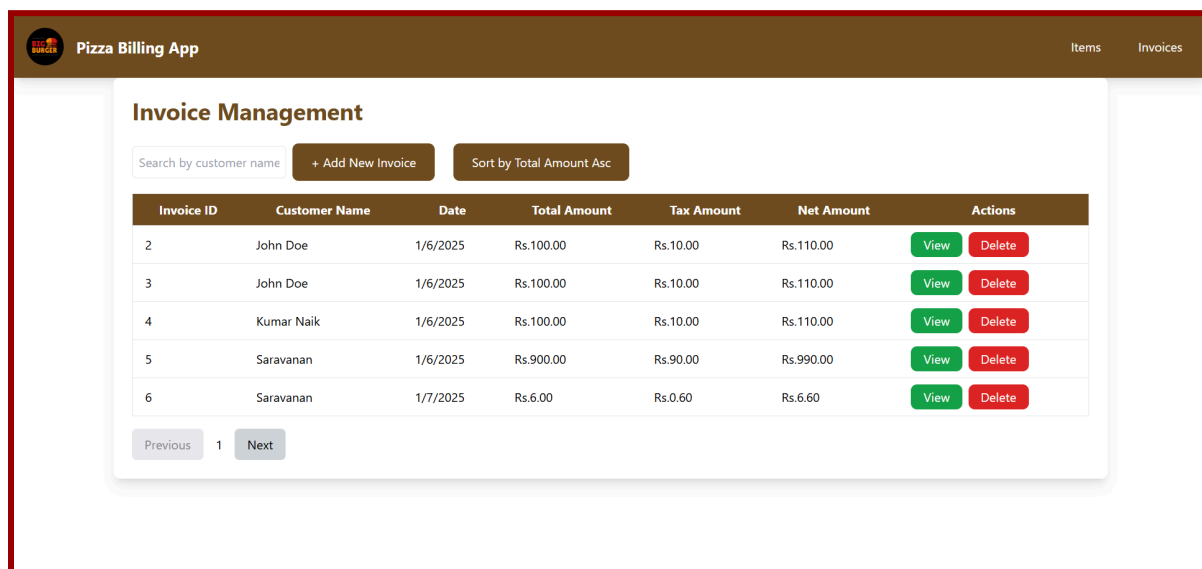 BIG
BURGER
Pizza Billing App
Items Invoices
Invoice Management
Search by customer name
+ Add New Invoice
Sort by Total Amount Asc
Invoice ID Customer Name Date Total Amount Tax Amount Net Amount Actions
2 John Doe 1/6/2025 Rs.100.00 Rs.10.00 Rs.110.00 View Delete
3 John Doe 1/6/2025 Rs.100.00 Rs.10.00 Rs.110.00 View Delete
4 Kumar Naik 1/6/2025 Rs.100.00 Rs.10.00 Rs.110.00 View Delete
5 Saravanan 1/6/2025 Rs.900.00 Rs.90.00 Rs.990.00 View Delete
6 Saravanan 1/7/2025 Rs.6.00 Rs.0.60 Rs.6.60 View Delete
Previous 1 Next